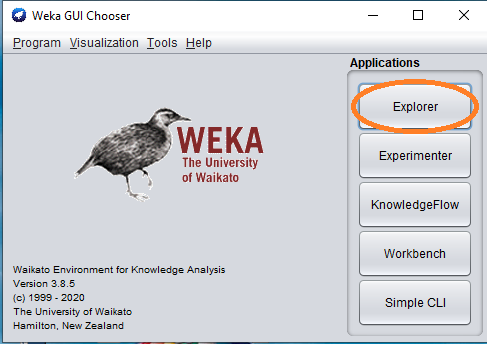 Weka GUI Chooser
Program Visualization Tools Help
Applications
Explorer
Experimenter
KnowledgeFlow
Workbench
Simple CLI
WEKA
The University
of Waikato
Waikato Environment for Knowledge Analysis
Version 3.8.5
(c) 1999 - 2020
The University of Waikato
Hamilton, New Zealand